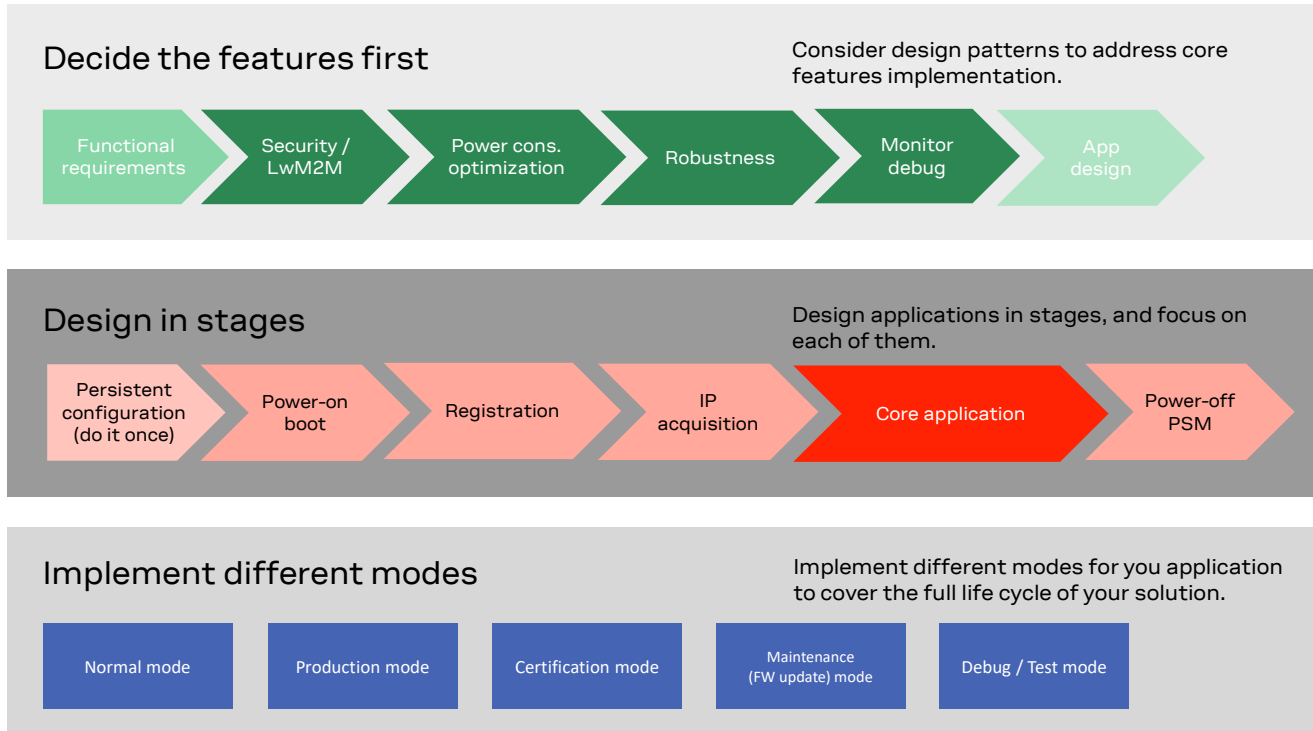 Decide the features first
Consider design patterns to address core
features implementation.
Functional
requirements
Security /
LwM2M
Power cons.
optimization
Robustness
Monitor
debug
App
design
Design in stages
Design applications in stages, and focus on
each of them.
Persistent
configuration
(do it once)
Power-on
boot
Registration
IP
acquisition
Core application
Power-off
PSM
Implement different modes
Implement different modes for you application
to cover the full life cycle of your solution.
Normal mode
Production mode
Certification mode
Maintenance
(FW update) mode
Debug / Test mode